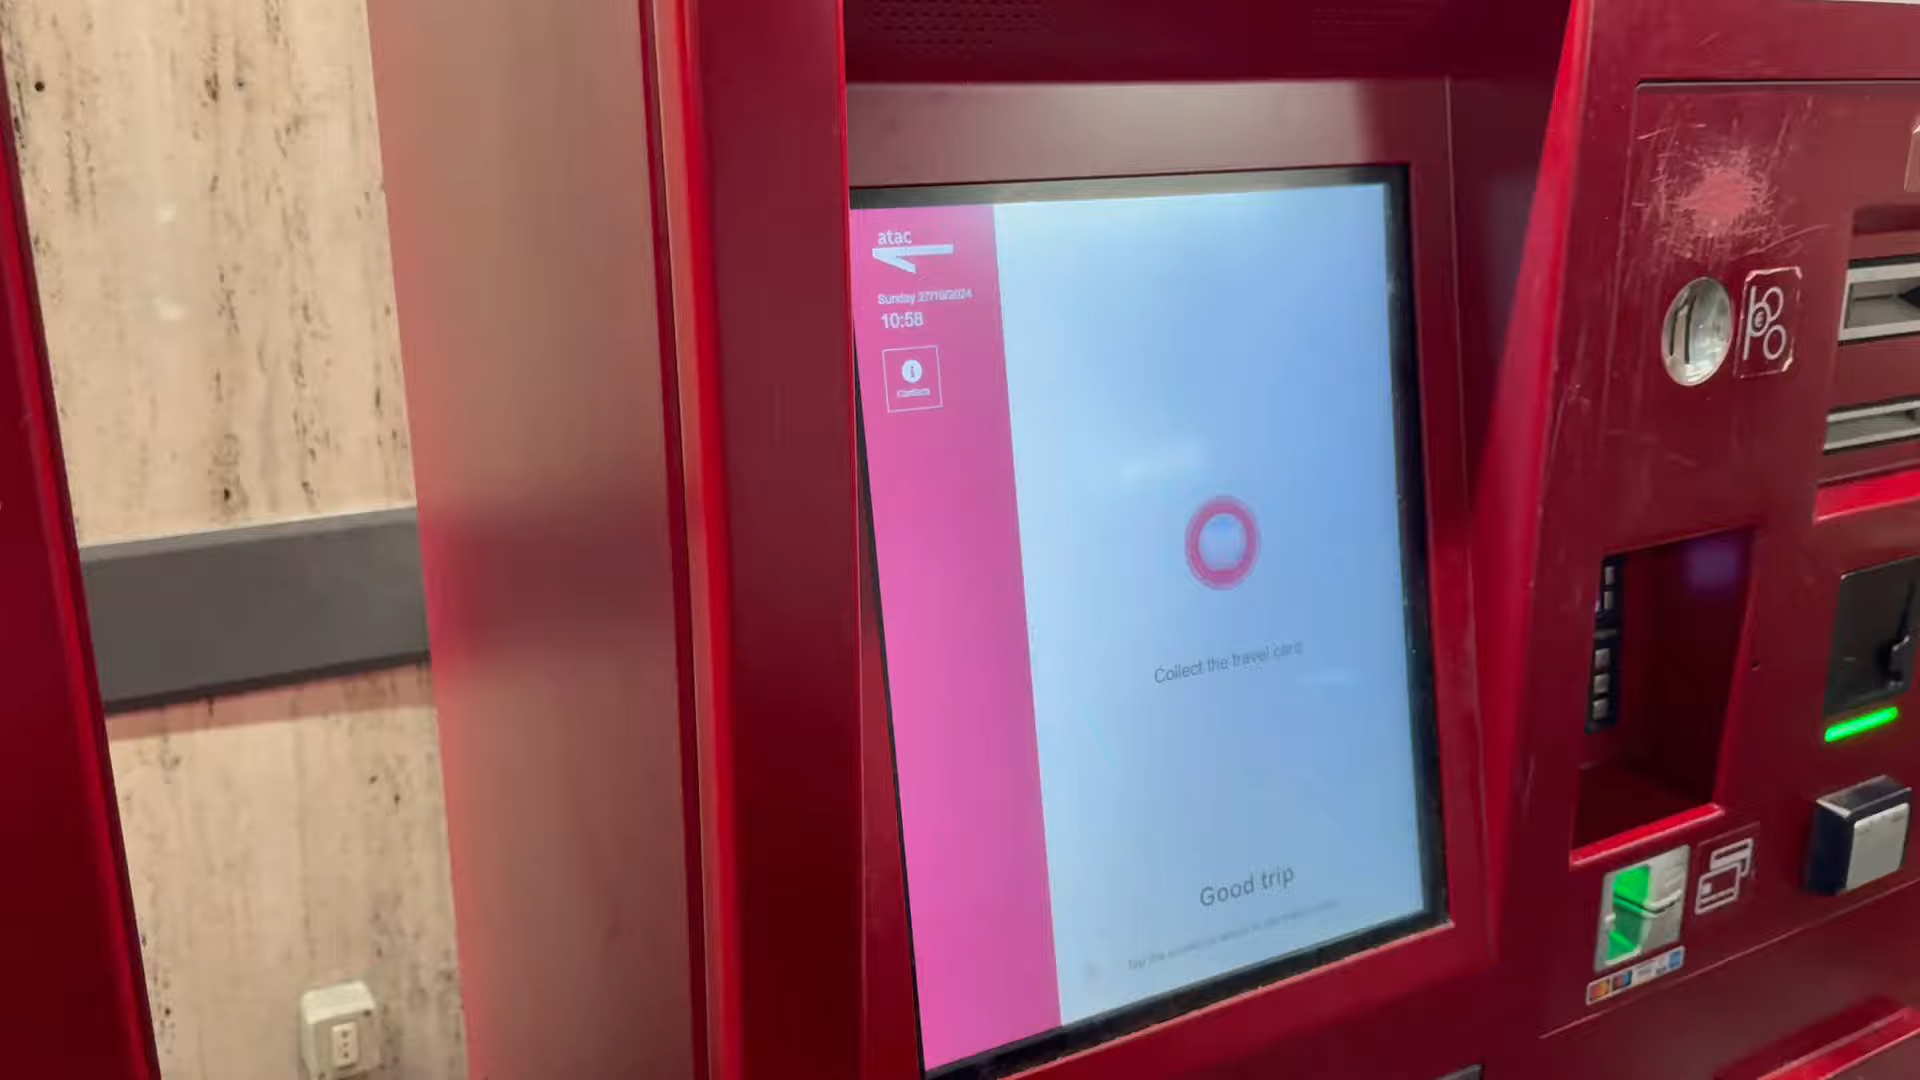 atac
Sunday 27/10/2024
10:58
Collect the travel card
Good trip